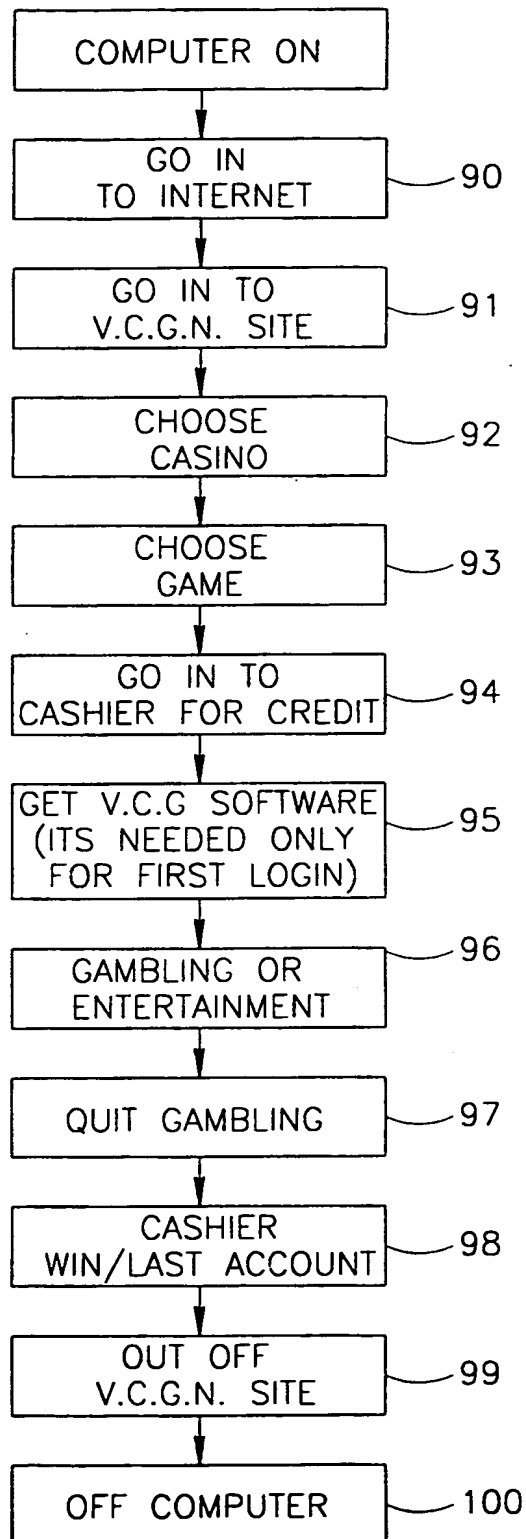 COMPUTER ON
GO IN
TO INTERNET
90
GO IN TO
V.C.G.N. SITE
91
CHOOSE
CASINO
92
CHOOSE
GAME
93
GO IN TO
CASHIER FOR CREDIT
94
GET V.C.G SOFTWARE
(ITS NEEDED ONLY
FOR FIRST LOGIN)
95
GAMBLING OR
ENTERTAINMENT
96
QUIT GAMBLING
97
CASHIER
WIN/LAST ACCOUNT
98
OUT OFF
V.C.G.N. SITE
99
OFF COMPUTER
100